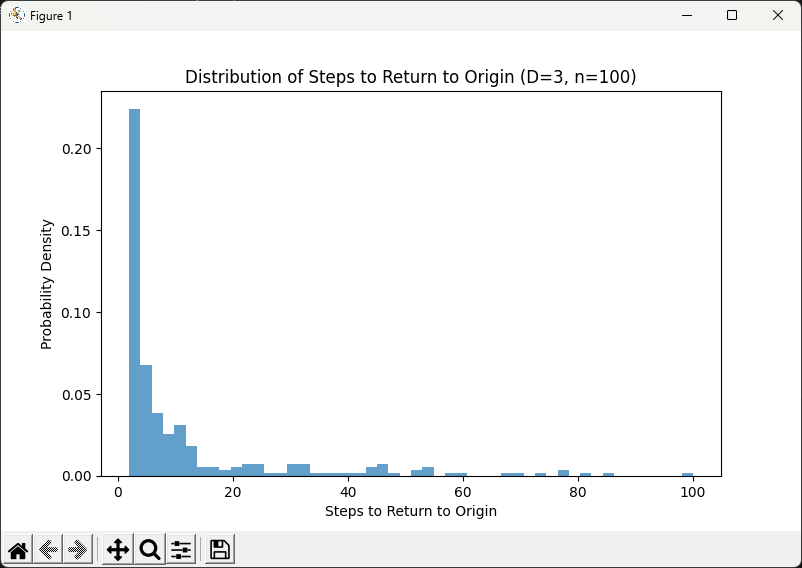 Figure 1
Distribution of Steps to Return to Origin (D=3, n=100)
0.20
0.15
0.10
0.05
0.00
Probability Density
0 20 40 60 80 100
Steps to Return to Origin